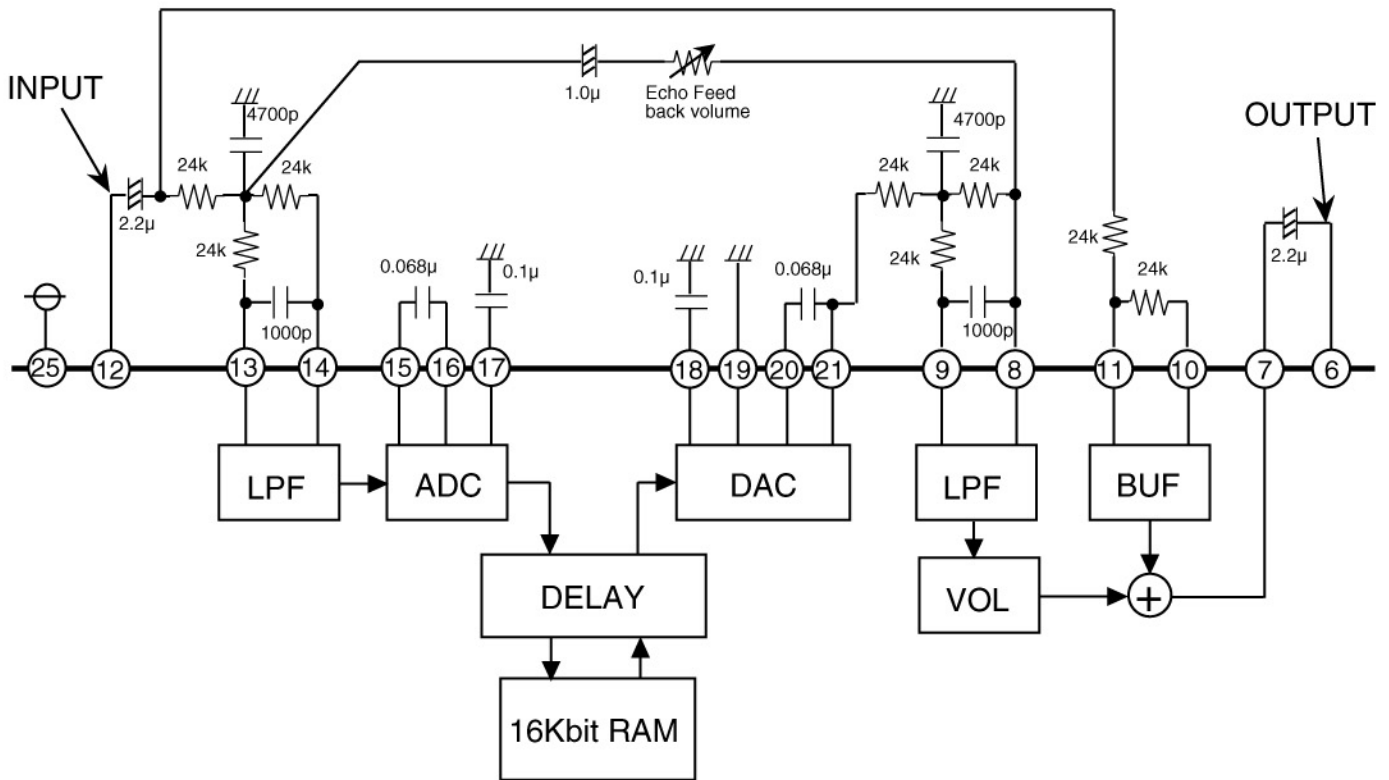 INPUT
OUTPUT
1.0µ
Echo Feed
back volume
4700p
4700p
24k
24k
24k
24k
2.2µ
24k
2.2µ
24k
24k
24k
0.1µ
0.068µ
0.1µ
0.068µ
24k
1000p
1000p
25
12
13
14
15
16
17
18
19
20
21
9
8
11
10
7
6
LPF
ADC
DAC
LPF
BUF
DELAY
VOL
+
16Kbit RAM